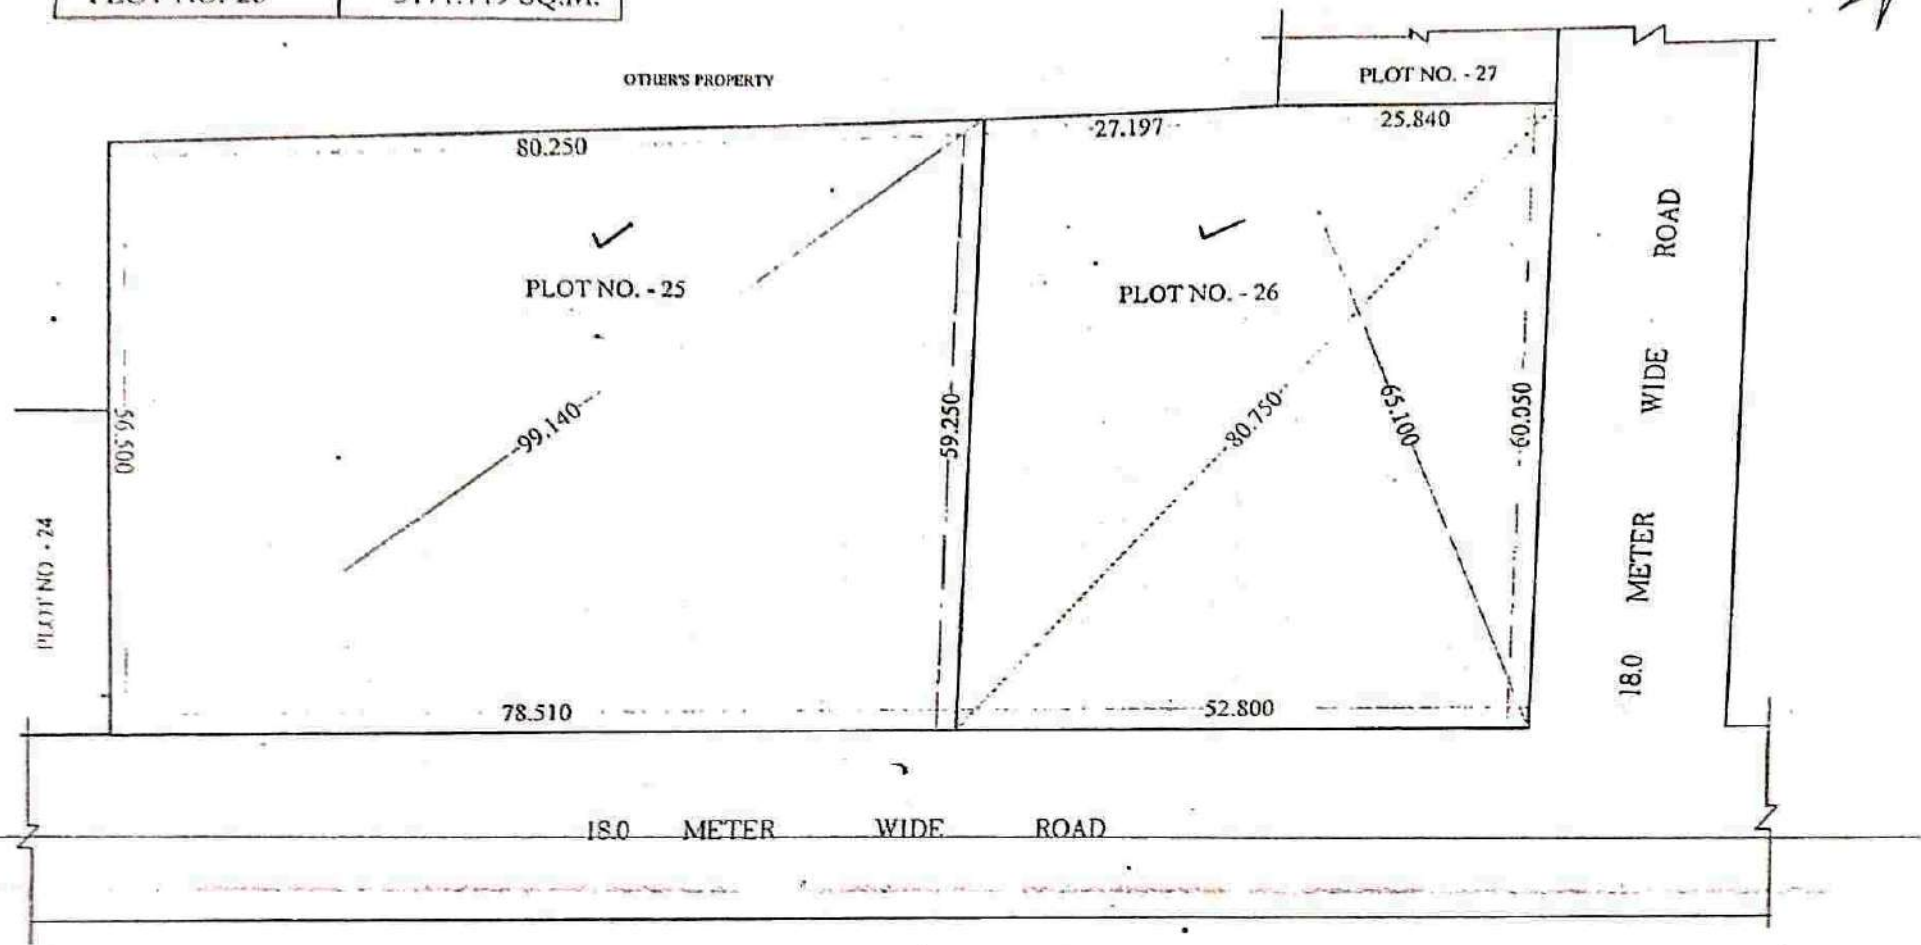 OTHER'S PROPERTY
PLOT NO. - 27
80.250
27.197
25.840
PLOT NO. - 25
PLOT NO. - 26
ROAD
WIDE
METER
18.0
56.500
99.140
59.250
80.750
65.100
60.050
PLOT NO - 24
78.510
52.800
18.0 METER WIDE ROAD